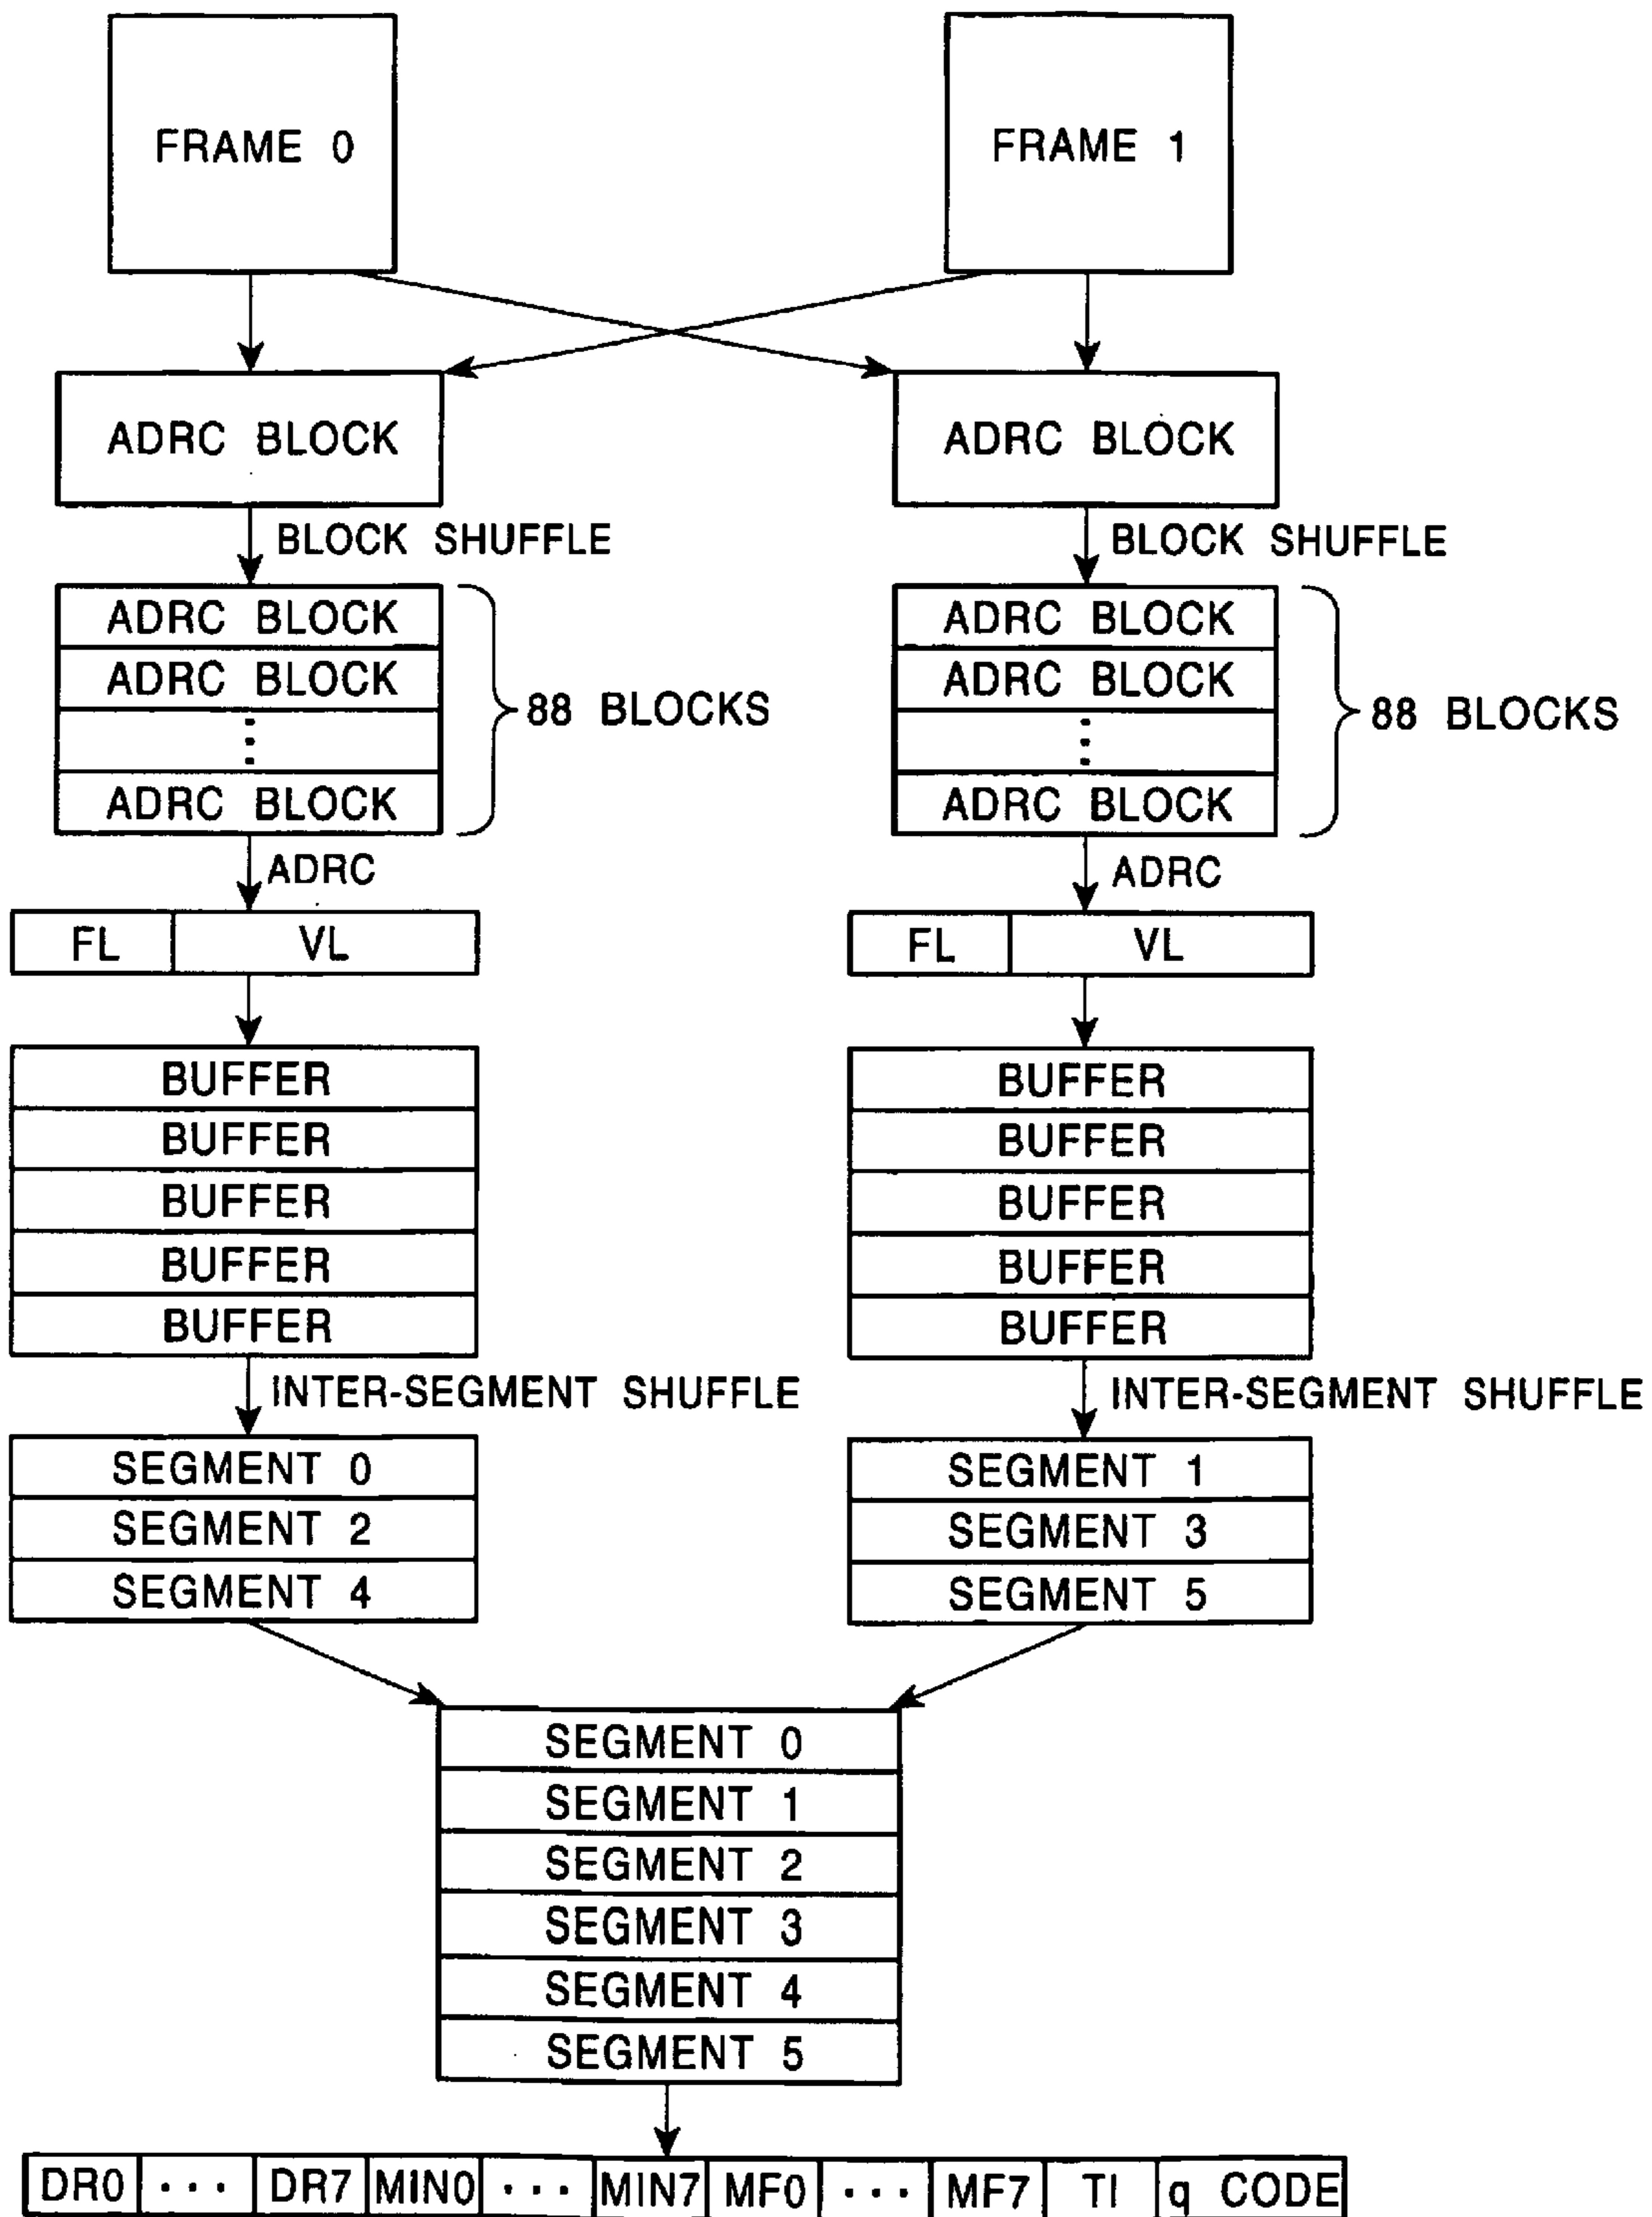 FRAME 0
FRAME 1
ADRC BLOCK
ADRC BLOCK
BLOCK SHUFFLE
BLOCK SHUFFLE
ADRC BLOCK
ADRC BLOCK
⋮
ADRC BLOCK
88 BLOCKS
ADRC BLOCK
ADRC BLOCK
⋮
ADRC BLOCK
88 BLOCKS
ADRC
ADRC
FL VL
FL VL
BUFFER
BUFFER
BUFFER
BUFFER
BUFFER
BUFFER
BUFFER
BUFFER
BUFFER
BUFFER
INTER-SEGMENT SHUFFLE
INTER-SEGMENT SHUFFLE
SEGMENT 0
SEGMENT 2
SEGMENT 4
SEGMENT 1
SEGMENT 3
SEGMENT 5
SEGMENT 0
SEGMENT 1
SEGMENT 2
SEGMENT 3
SEGMENT 4
SEGMENT 5
DR0 ... DR7 MIN0 ... MIN7 MF0 ... MF7 TI q CODE